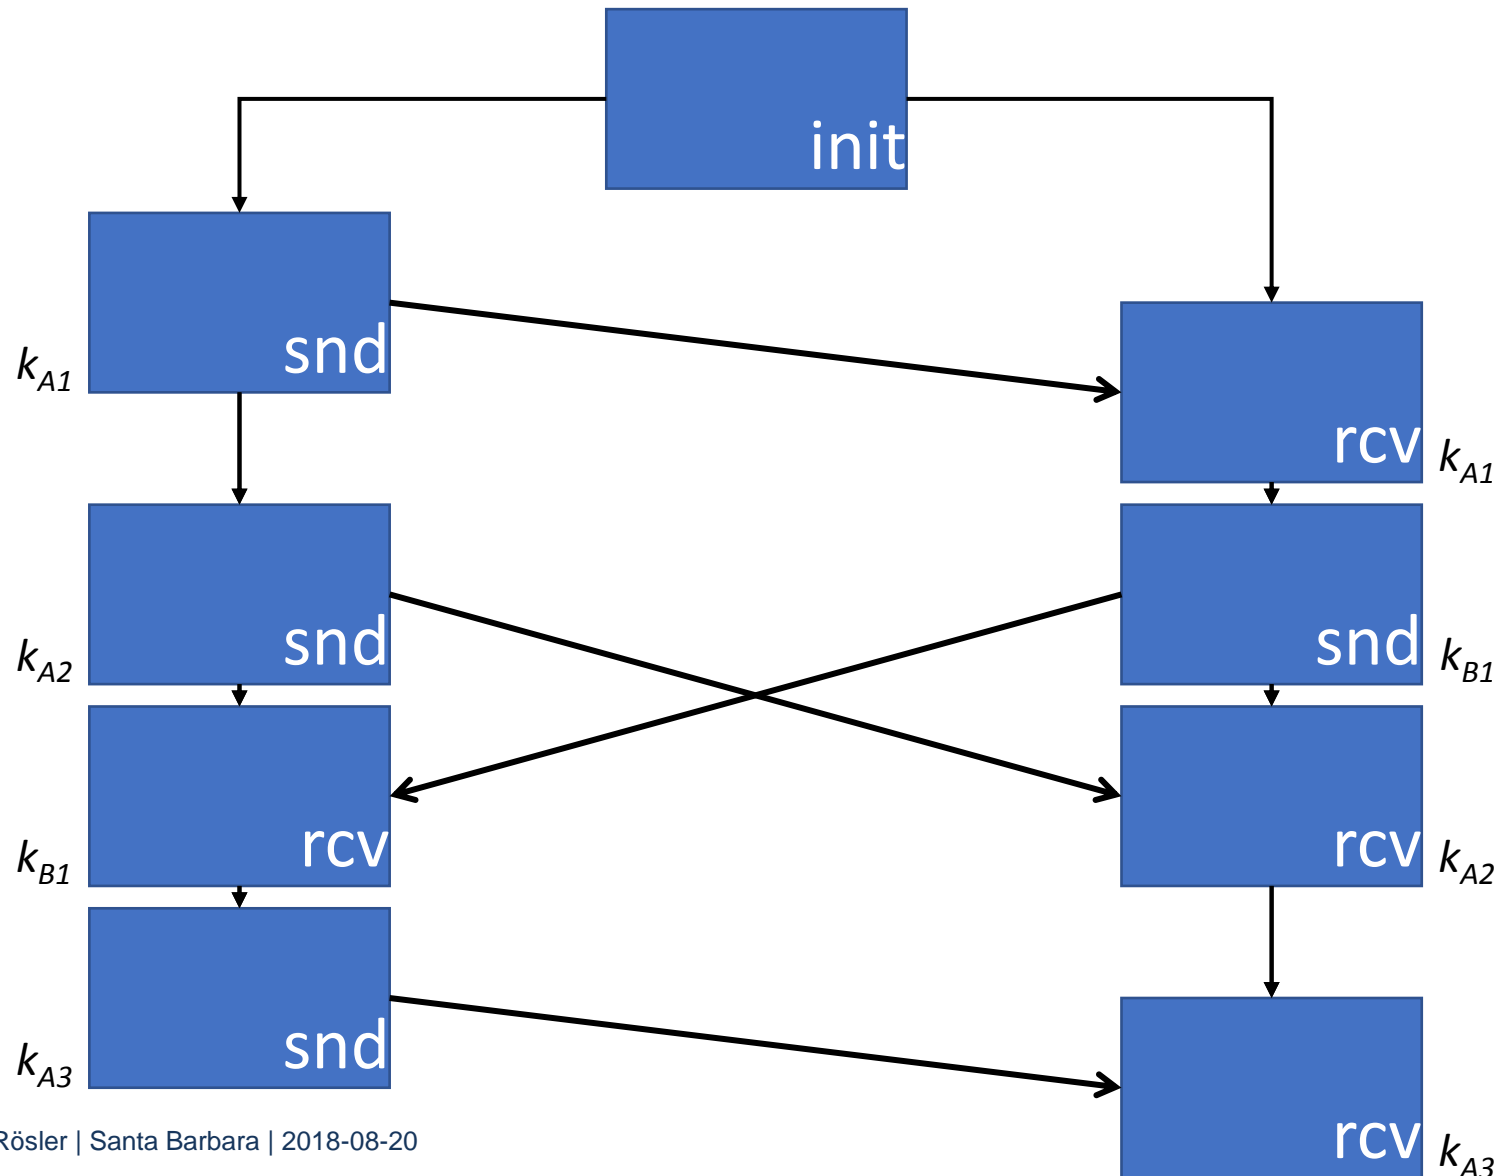 init
snd
k_A1
rcv
k_A1
snd
k_A2
snd
k_B1
rcv
k_B1
rcv
k_A2
snd
k_A3
Rösler | Santa Barbara | 2018-08-20
rcv
k_A3